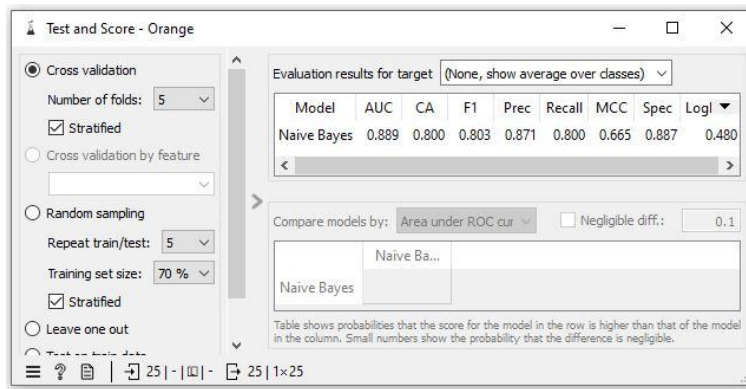 Test and Score - Orange
Cross validation
Number of folds: 5
Stratified
Cross validation by feature
Random sampling
Repeat train/test: 5
Training set size: 70 %
Stratified
Leave one out
Test on train data
Evaluation results for target (None, show average over classes)
Model AUC CA F1 Prec Recall MCC Spec Logl
Naive Bayes 0.889 0.800 0.803 0.871 0.800 0.665 0.887 0.480
Compare models by: Area under ROC cur Negligible diff.: 0.1
Naive Ba...
Naive Bayes
Table shows probabilities that the score for the model in the row is higher than that of the model
in the column. Small numbers show the probability that the difference is negligible.
25 | - | - 25 | 1×25